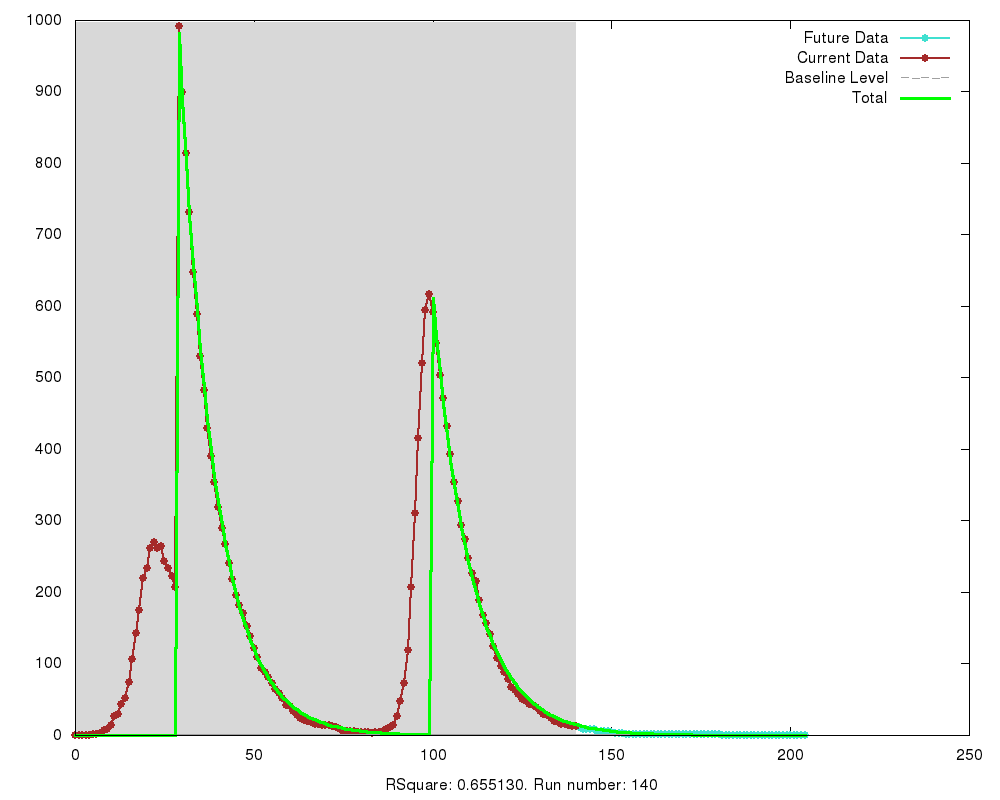 1000
900
800
700
600
500
400
300
200
100
0
0 50 100 150 200 250
Future Data
Current Data
Baseline Level
Total
RSquare: 0.655130. Run number: 140